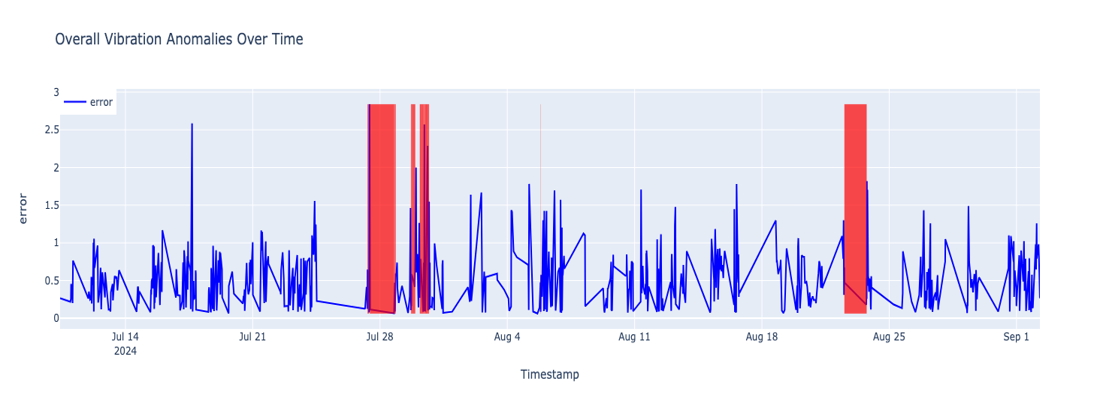 Overall Vibration Anomalies Over Time
error
3
2.5
2
1.5
1
0.5
0
error
Jul 14
2024
Jul 21
Jul 28
Aug 4
Aug 11
Aug 18
Aug 25
Sep 1
Timestamp